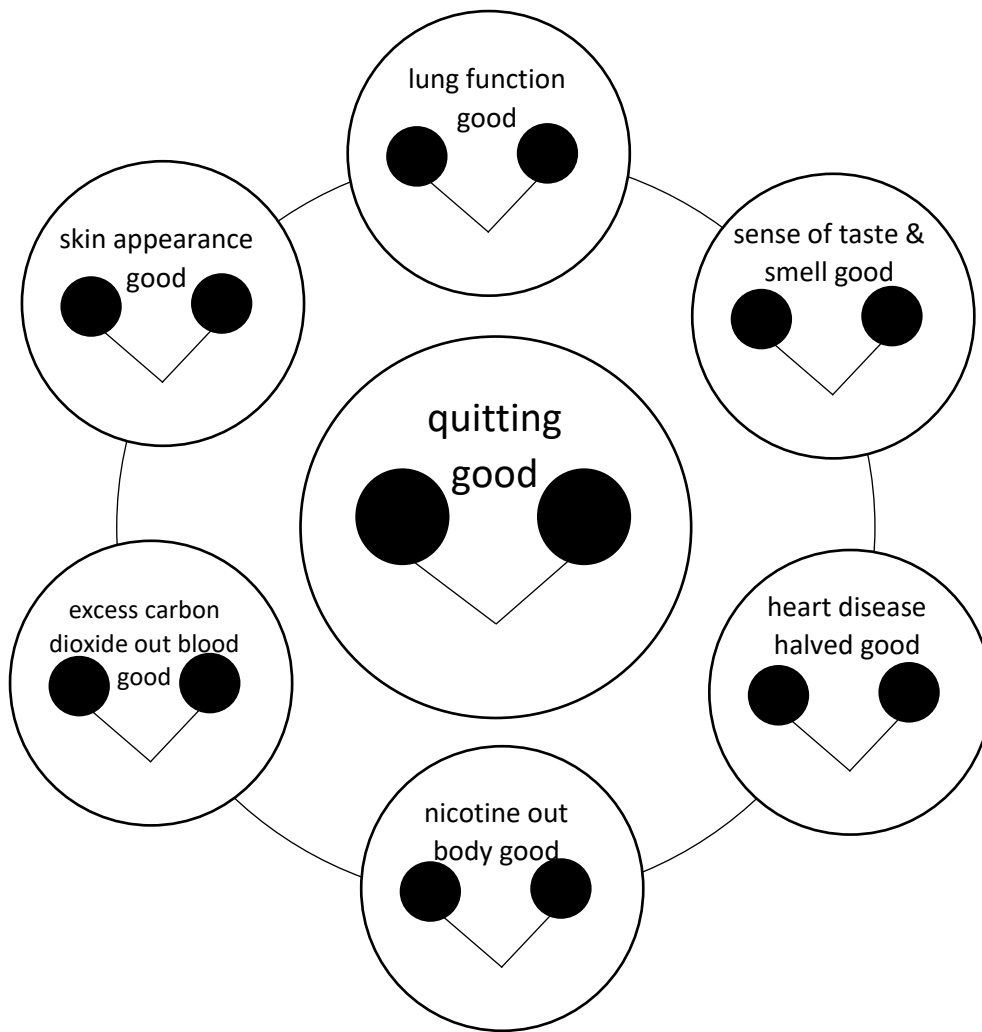 lung function
good
skin appearance
good
sense of taste &
smell good
quitting
good
excess carbon
dioxide out blood
good
heart disease
halved good
nicotine out
body good